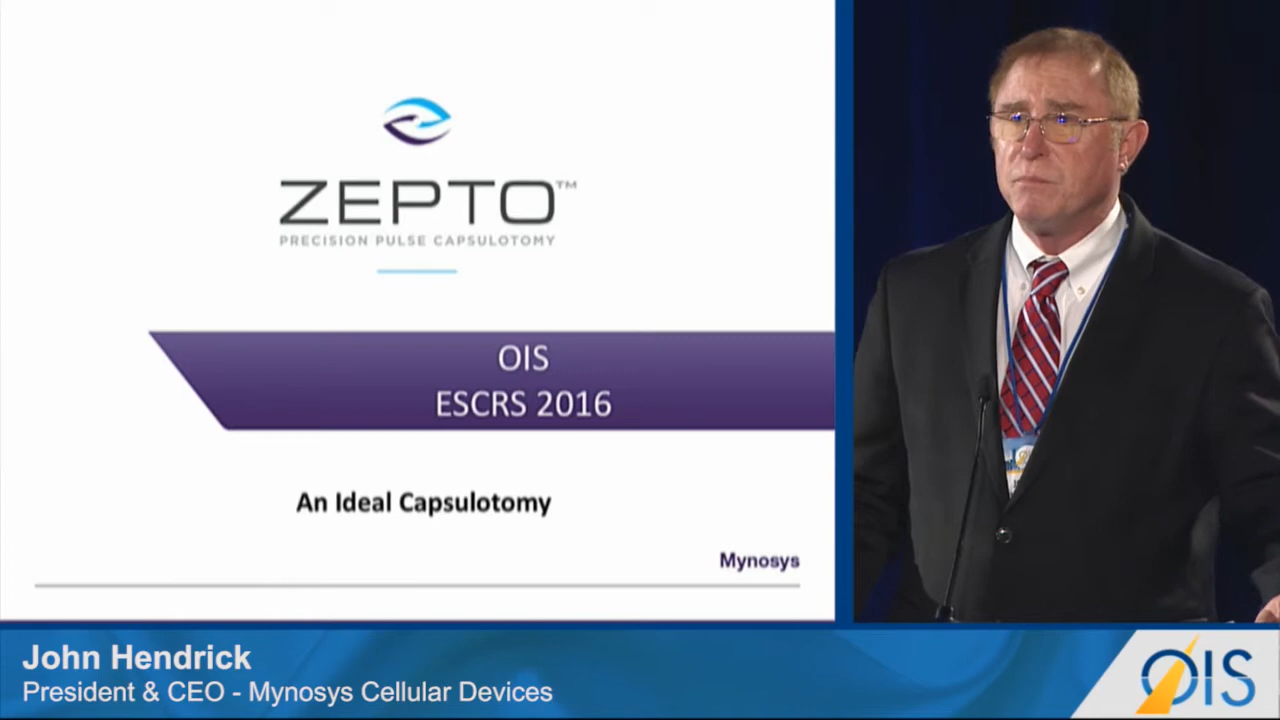 ZEPTO™
PRECISION PULSE CAPSULOTOMY
OIS
ESCRS 2016
An Ideal Capsulotomy
Mynosys
John Hendrick
President & CEO - Mynosys Cellular Devices
OIS